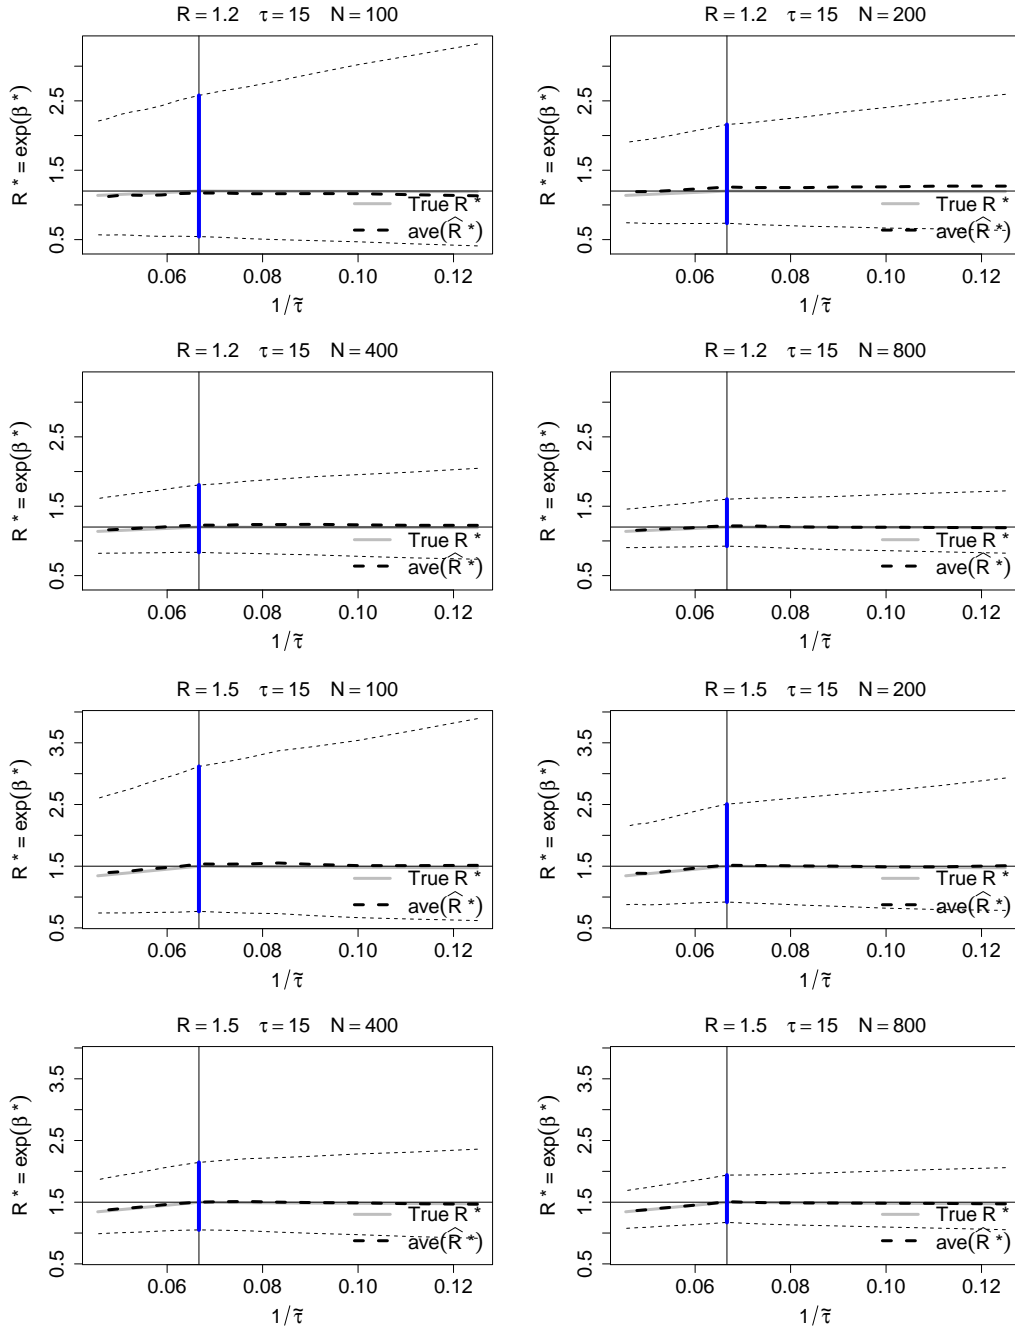 R = 1.2 τ = 15 N = 100
R* = exp(β*)
0.5 1.5 2.5
True R*
ave(R̂*)
0.06 0.08 0.10 0.12
1/τ̃
R = 1.2 τ = 15 N = 200
R* = exp(β*)
0.5 1.5 2.5
True R*
ave(R̂*)
0.06 0.08 0.10 0.12
1/τ̃
R = 1.2 τ = 15 N = 400
R* = exp(β*)
0.5 1.5 2.5
True R*
ave(R̂*)
0.06 0.08 0.10 0.12
1/τ̃
R = 1.2 τ = 15 N = 800
R* = exp(β*)
0.5 1.5 2.5
True R*
ave(R̂*)
0.06 0.08 0.10 0.12
1/τ̃
R = 1.5 τ = 15 N = 100
R* = exp(β*)
0.5 1.5 2.5 3.5
True R*
ave(R̂*)
0.06 0.08 0.10 0.12
1/τ̃
R = 1.5 τ = 15 N = 200
R* = exp(β*)
0.5 1.5 2.5 3.5
True R*
ave(R̂*)
0.06 0.08 0.10 0.12
1/τ̃
R = 1.5 τ = 15 N = 400
R* = exp(β*)
0.5 1.5 2.5 3.5
True R*
ave(R̂*)
0.06 0.08 0.10 0.12
1/τ̃
R = 1.5 τ = 15 N = 800
R* = exp(β*)
0.5 1.5 2.5 3.5
True R*
ave(R̂*)
0.06 0.08 0.10 0.12
1/τ̃